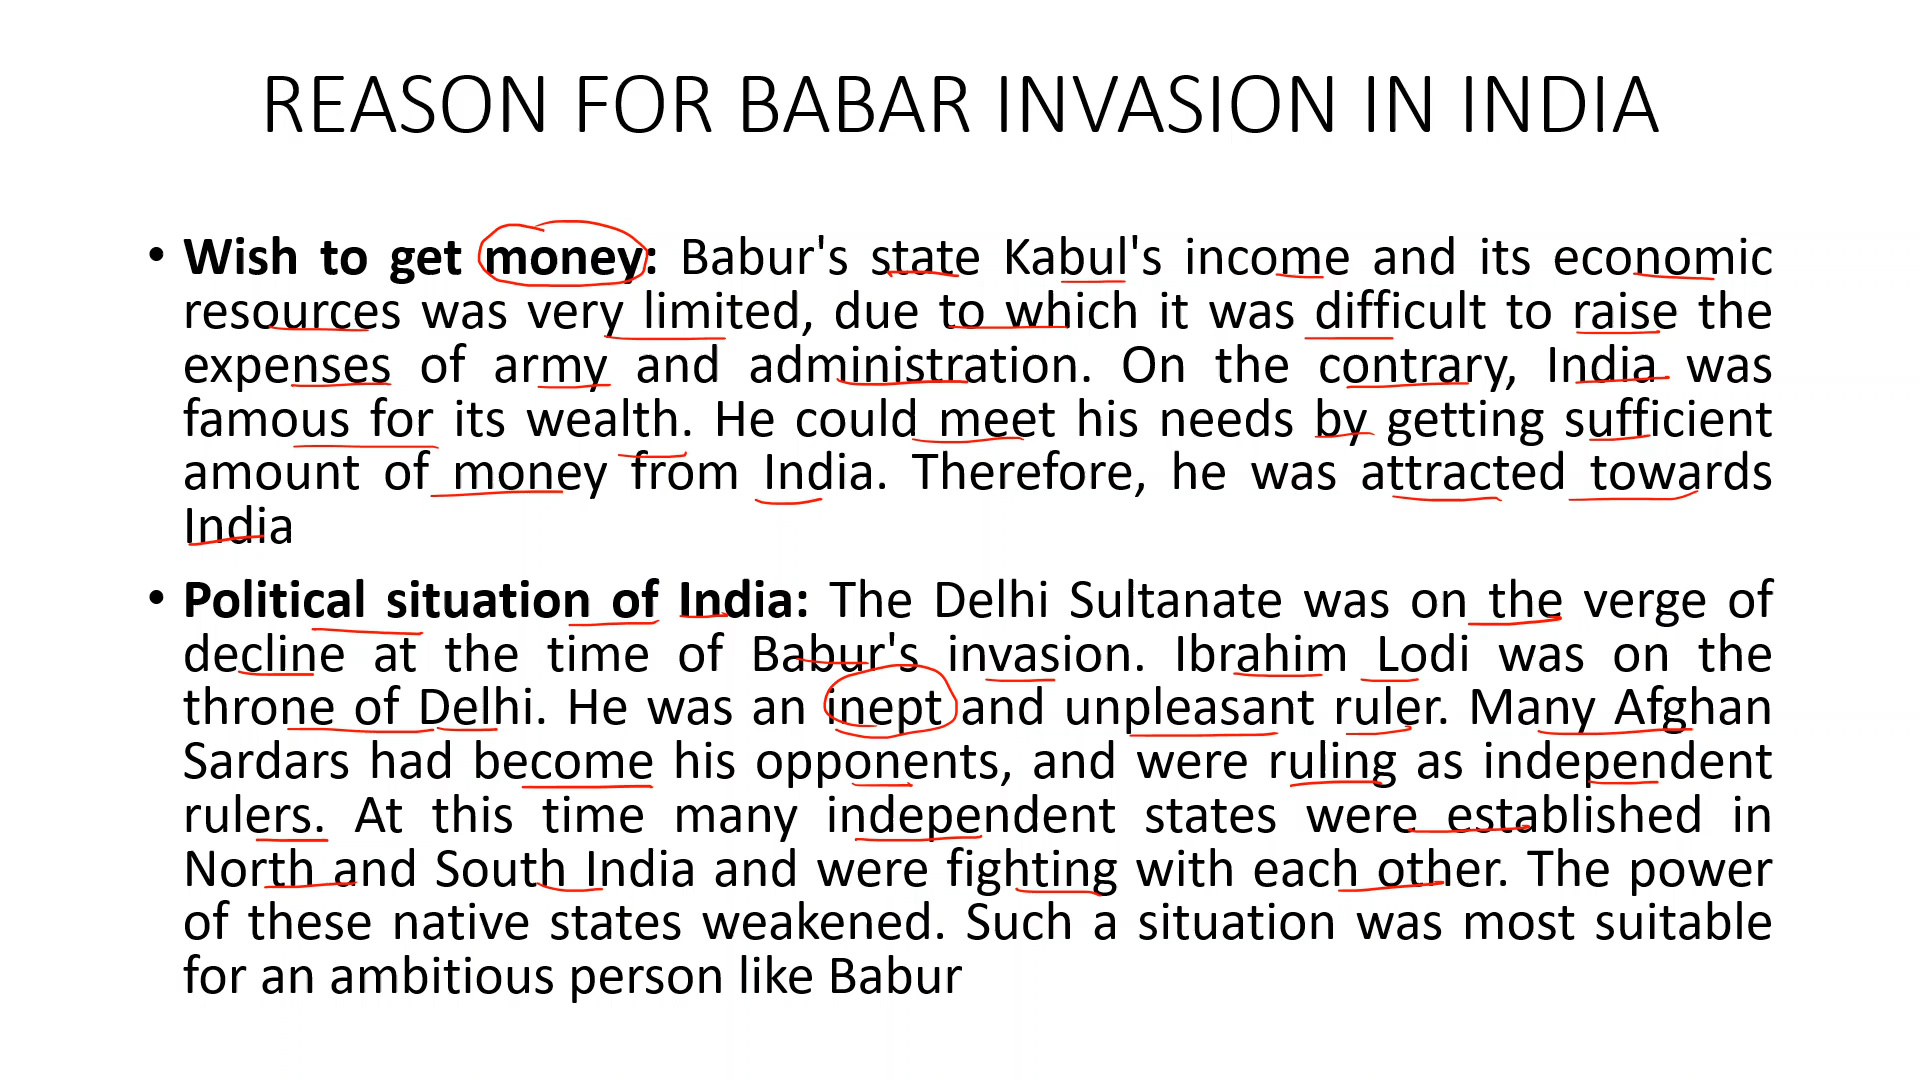 REASON FOR BABAR INVASION IN INDIA
• Wish to get money: Babur's state Kabul's income and its economic
resources was very limited, due to which it was difficult to raise the
expenses of army and administration. On the contrary, India was
famous for its wealth. He could meet his needs by getting sufficient
amount of money from India. Therefore, he was attracted towards
India
• Political situation of India: The Delhi Sultanate was on the verge of
decline at the time of Babur's invasion. Ibrahim Lodi was on the
throne of Delhi. He was an inept and unpleasant ruler. Many Afghan
Sardars had become his opponents, and were ruling as independent
rulers. At this time many independent states were established in
North and South India and were fighting with each other. The power
of these native states weakened. Such a situation was most suitable
for an ambitious person like Babur